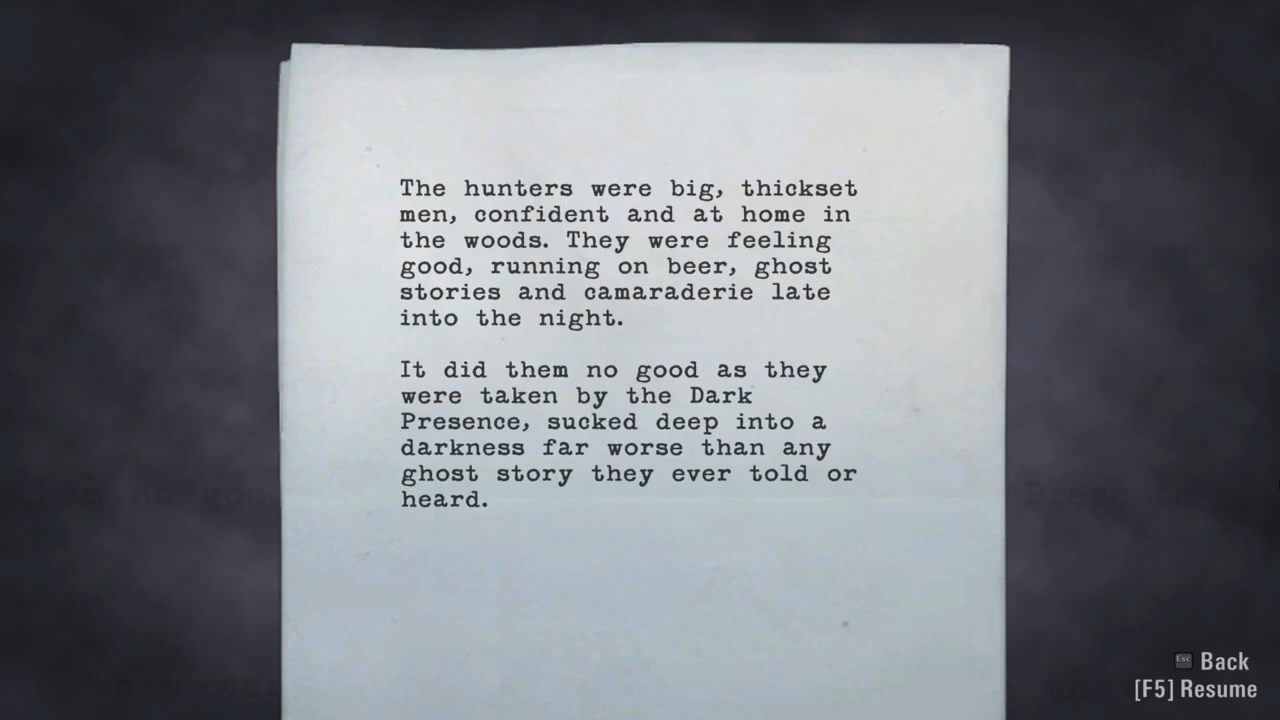 The hunters were big, thickset
men, confident and at home in
the woods. They were feeling
good, running on beer, ghost
stories and camaraderie late
into the night.
It did them no good as they
were taken by the Dark
Presence, sucked deep into a
darkness far worse than any
ghost story they ever told or
heard.
Esc Back
[F5] Resume